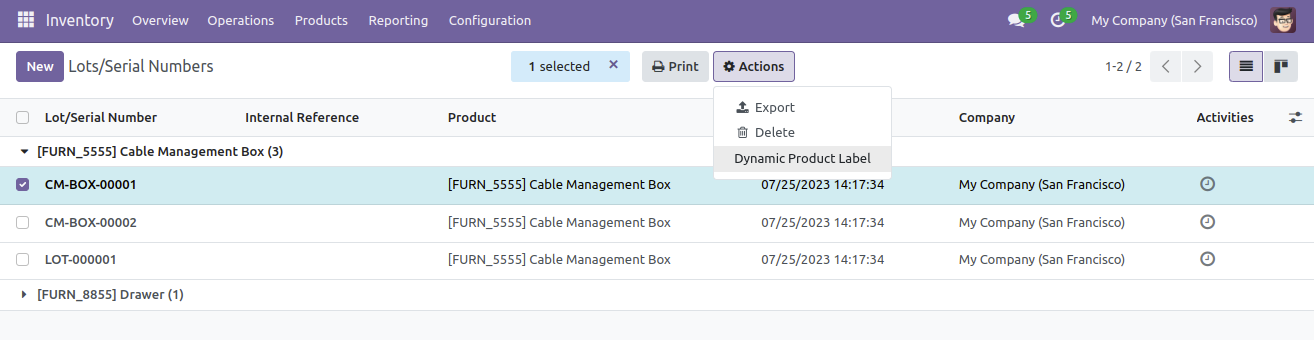 Inventory Overview Operations Products Reporting Configuration 5 5 My Company (San Francisco)
New Lots/Serial Numbers 1 selected × Print Actions 1-2 / 2
Export
Lot/Serial Number Internal Reference Product Company Activities
Delete
[FURN_5555] Cable Management Box (3)
Dynamic Product Label
CM-BOX-00001 [FURN_5555] Cable Management Box 07/25/2023 14:17:34 My Company (San Francisco)
CM-BOX-00002 [FURN_5555] Cable Management Box 07/25/2023 14:17:34 My Company (San Francisco)
LOT-000001 [FURN_5555] Cable Management Box 07/25/2023 14:17:34 My Company (San Francisco)
[FURN_8855] Drawer (1)